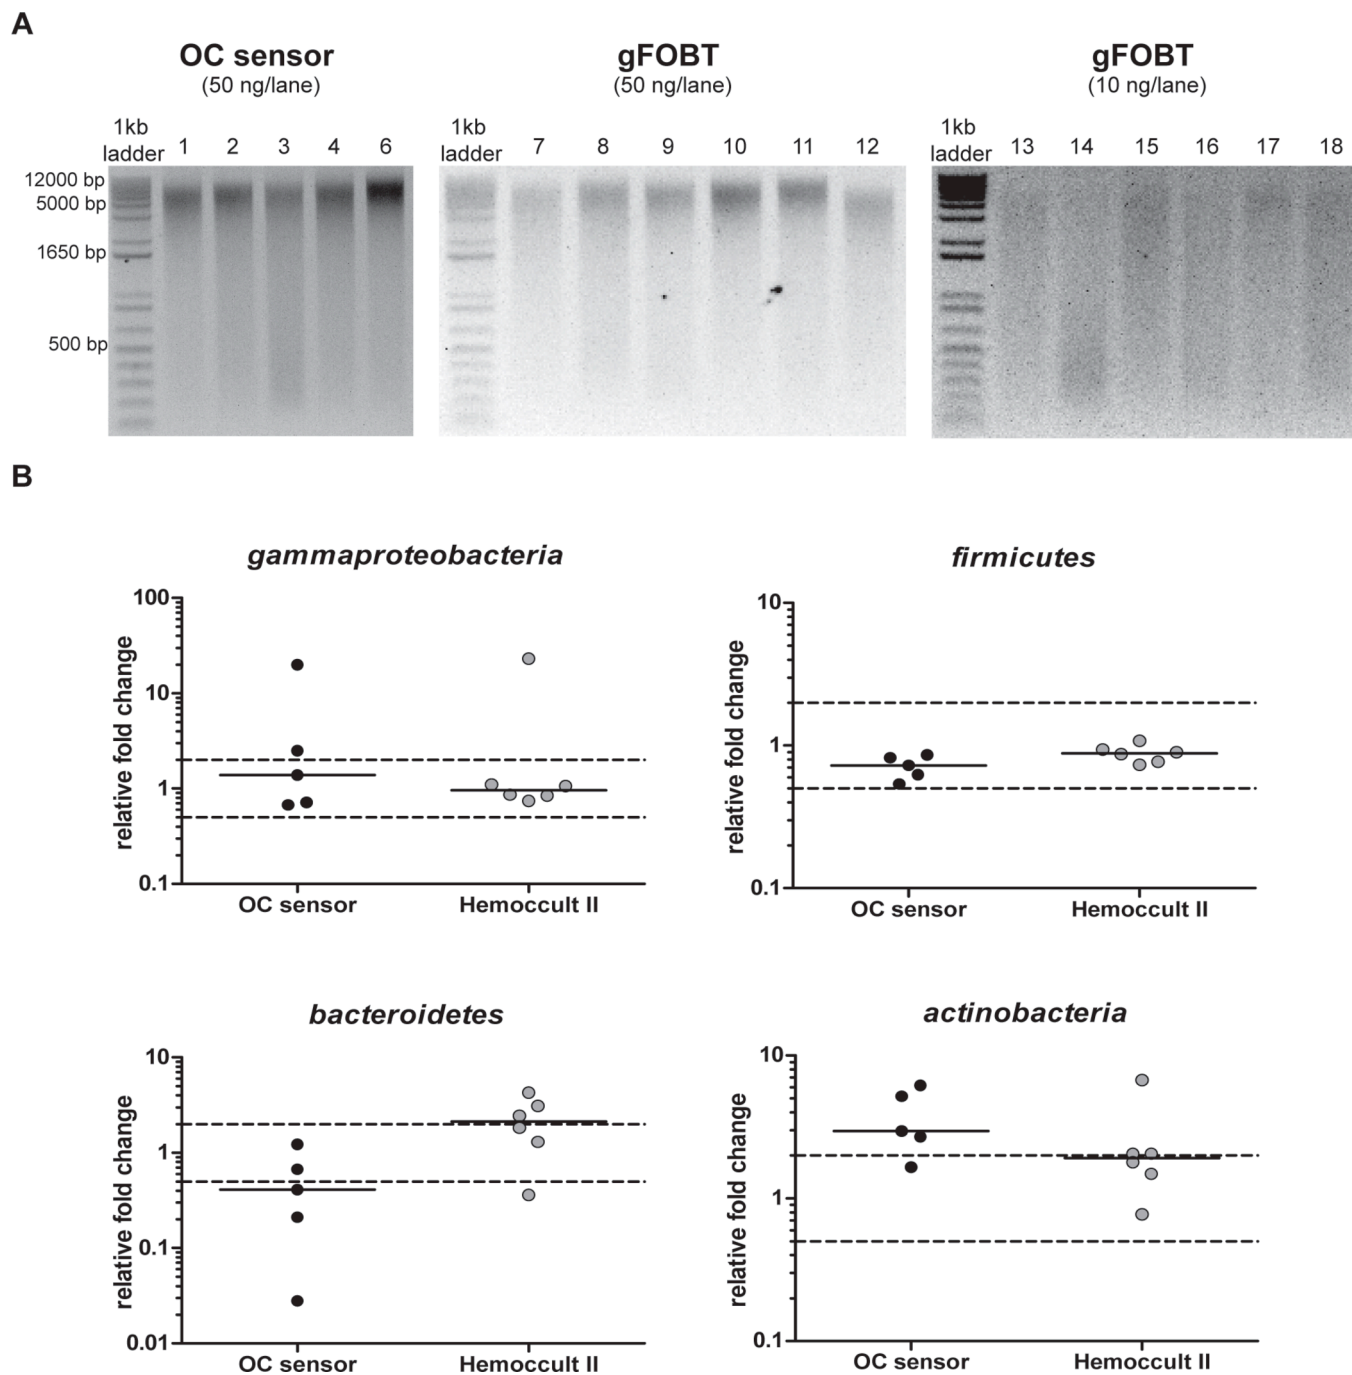 A
OC sensor
(50 ng/lane)
gFOBT
(50 ng/lane)
gFOBT
(10 ng/lane)
1kb
ladder 1 2 3 4 6
1kb
ladder 7 8 9 10 11 12
1kb
ladder 13 14 15 16 17 18
12000 bp
5000 bp
1650 bp
500 bp
B
gammaproteobacteria
relative fold change
100
10
1
0.1
OC sensor Hemoccult II
firmicutes
relative fold change
10
1
0.1
OC sensor Hemoccult II
bacteroidetes
relative fold change
10
1
0.1
0.01
OC sensor Hemoccult II
actinobacteria
relative fold change
10
1
0.1
OC sensor Hemoccult II